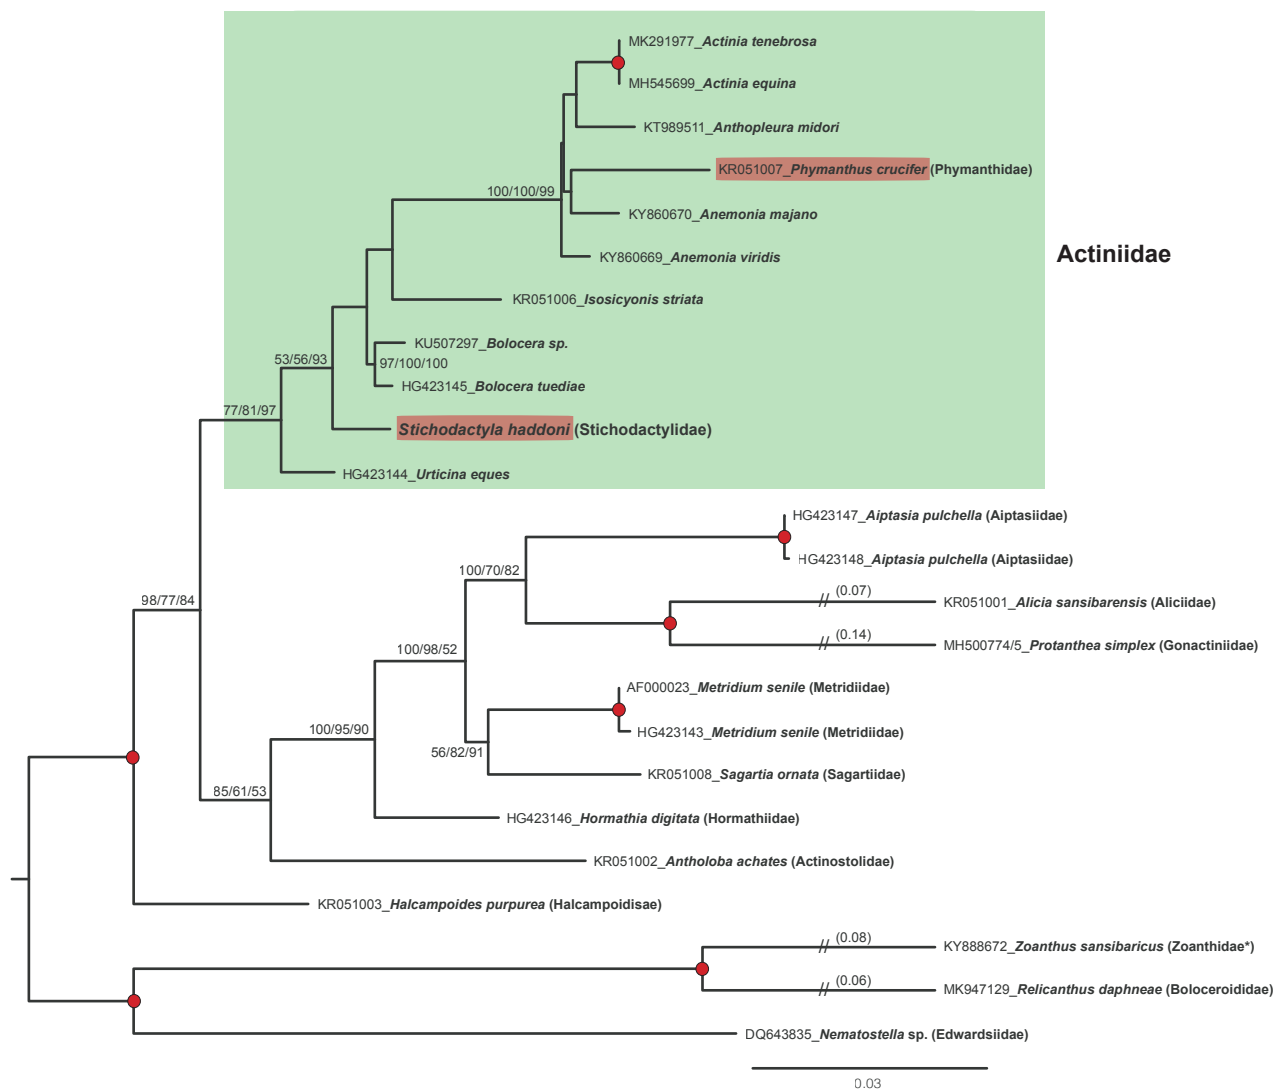 MK291977_Actinia tenebrosa
MH545699_Actinia equina
KT989511_Anthopleura midori
KR051007_Phymanthus crucifer (Phymanthidae)
100/100/99
KY860670_Anemonia majano
Actiniidae
KY860669_Anemonia viridis
KR051006_Isosicyonis striata
KU507297_Bolocera sp.
53/56/93
97/100/100
HG423145_Bolocera tuediae
77/81/97
Stichodactyla haddoni (Stichodactylidae)
HG423144_Urticina eques
HG423147_Aiptasia pulchella (Aiptasiidae)
HG423148_Aiptasia pulchella (Aiptasiidae)
100/70/82
(0.07)
98/77/84
KR051001_Alicia sansibarensis (Aliciidae)
(0.14)
MH500774/5_Protanthea simplex (Gonactiniidae)
100/98/52
AF000023_Metridium senile (Metridiidae)
100/95/90
HG423143_Metridium senile (Metridiidae)
56/82/91
KR051008_Sagartia ornata (Sagartiidae)
85/61/53
HG423146_Hormathia digitata (Hormathiidae)
KR051002_Antholoba achates (Actinostolidae)
KR051003_Halcampoides purpurea (Halcampoidisae)
(0.08)
KY888672_Zoanthus sansibaricus (Zoanthidae*)
(0.06)
MK947129_Relicanthus daphneae (Boloceroididae)
DQ643835_Nematostella sp. (Edwardsiidae)
0.03